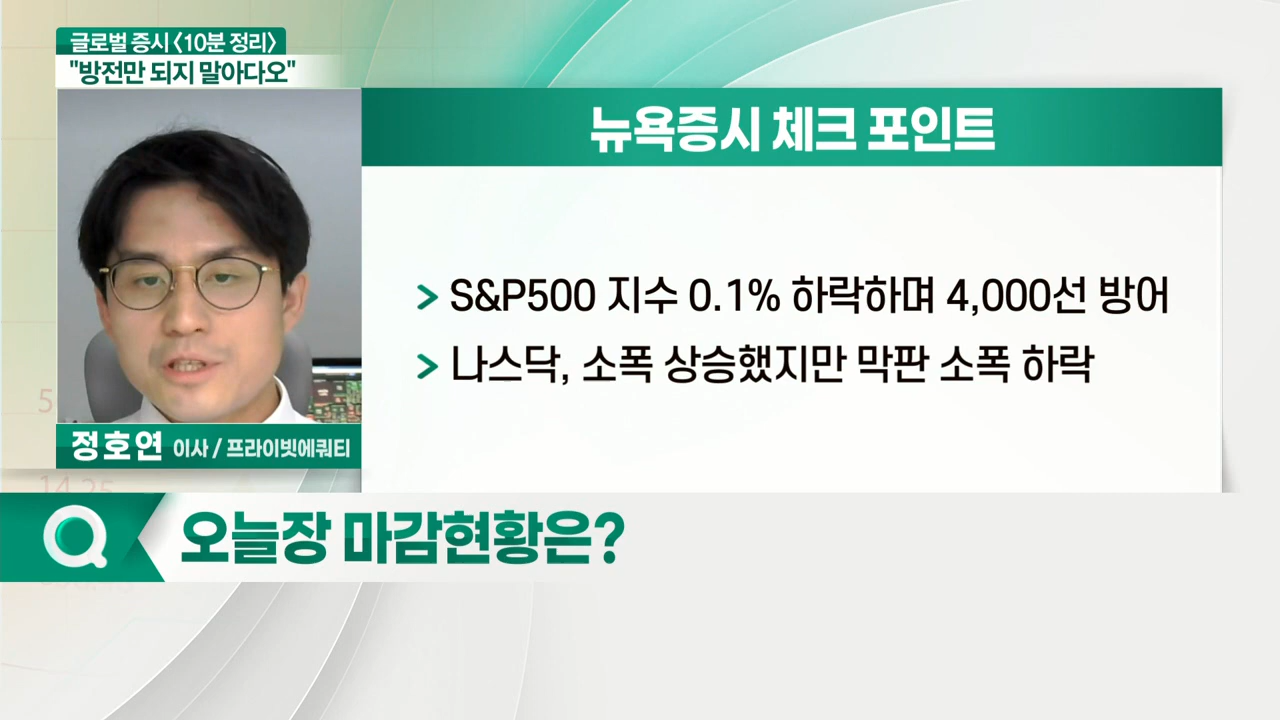 글로벌 증시 <10분 정리>
"방전만 되지 말아다오"
뉴욕증시 체크 포인트
> S&P500 지수 0.1% 하락하며 4,000선 방어
> 나스닥, 소폭 상승했지만 막판 소폭 하락
정호연 이사 / 프라이빗에쿼티
Q 오늘장 마감현황은?